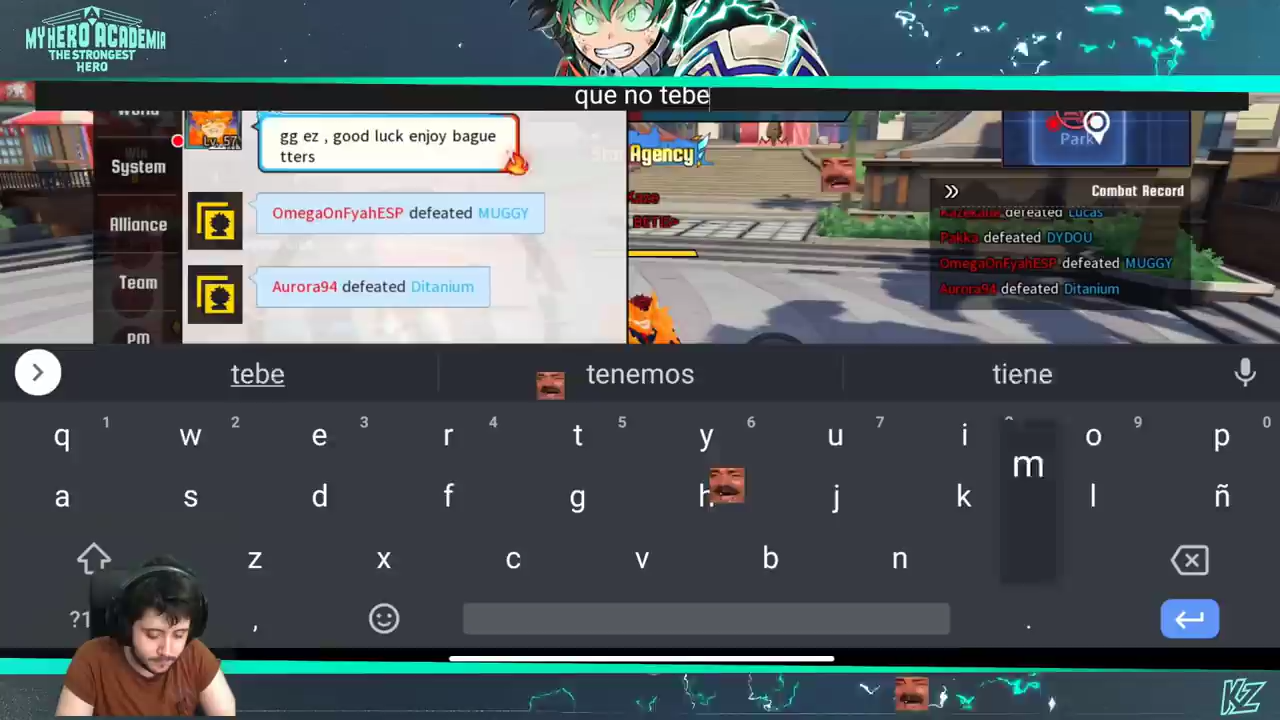 MY HERO ACADEMIA
THE STRONGEST
HERO
que no tebe
System
Alliance
Team
PM
Lv.57
gg ez , good luck enjoy bague
tters
OmegaOnFyahESP defeated MUGGY
Aurora94 defeated Ditanium
Agency
Park
Combat Record
Kazekage defeated Lucas
Pakka defeated DYDOU
OmegaOnFyahESP defeated MUGGY
Aurora94 defeated Ditanium
tebe tenemos tiene
q 1 w 2 e 3 r 4 t 5 y 6 u 7 i o 9 p 0
a s d f g h j k l ñ
z x c v b n m
?1 , .
KZ